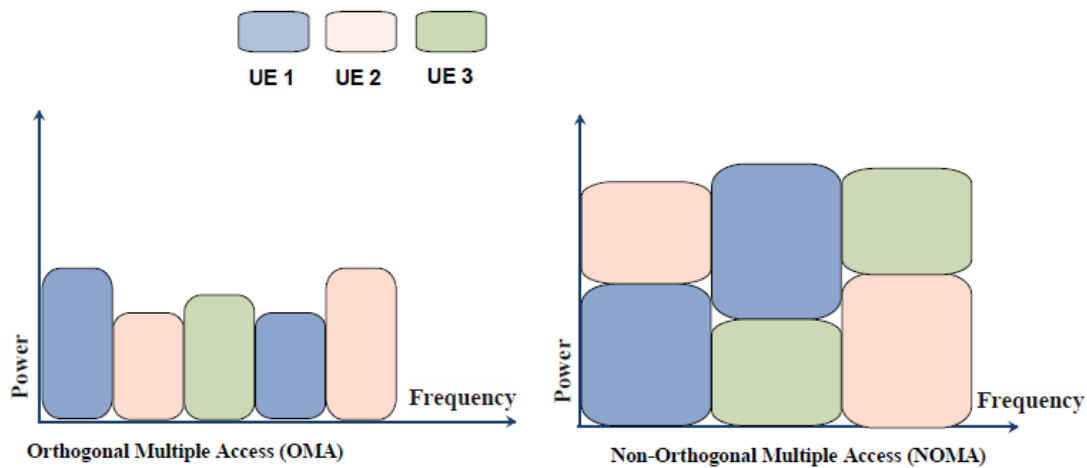 UE 1 UE 2 UE 3
Power
Frequency
Orthogonal Multiple Access (OMA)
Power
Frequency
Non-Orthogonal Multiple Access (NOMA)